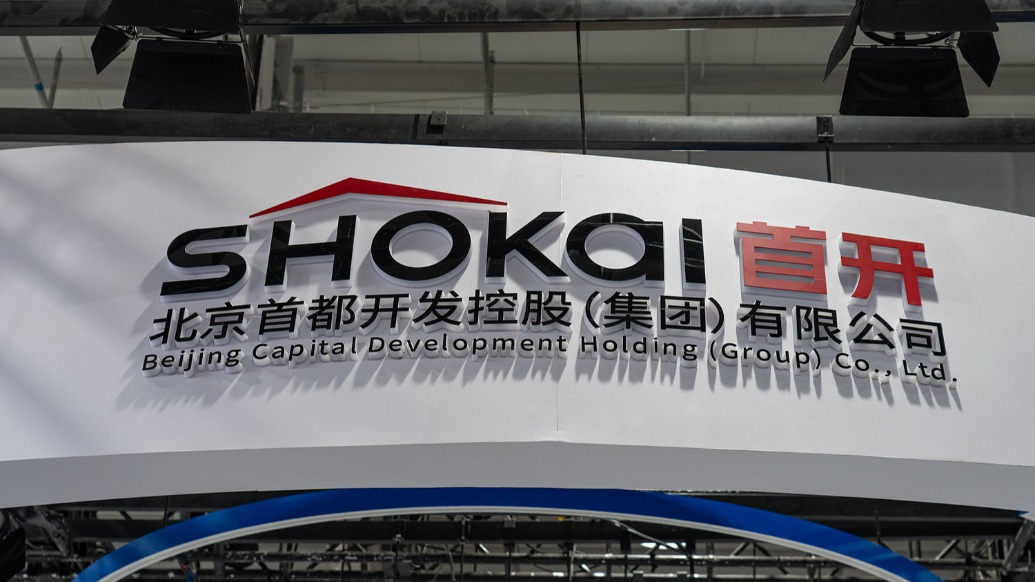 SHOKAI 首开
北京首都开发控股(集团)有限公司
Beijing Capital Development Holding (Group) Co., Ltd.